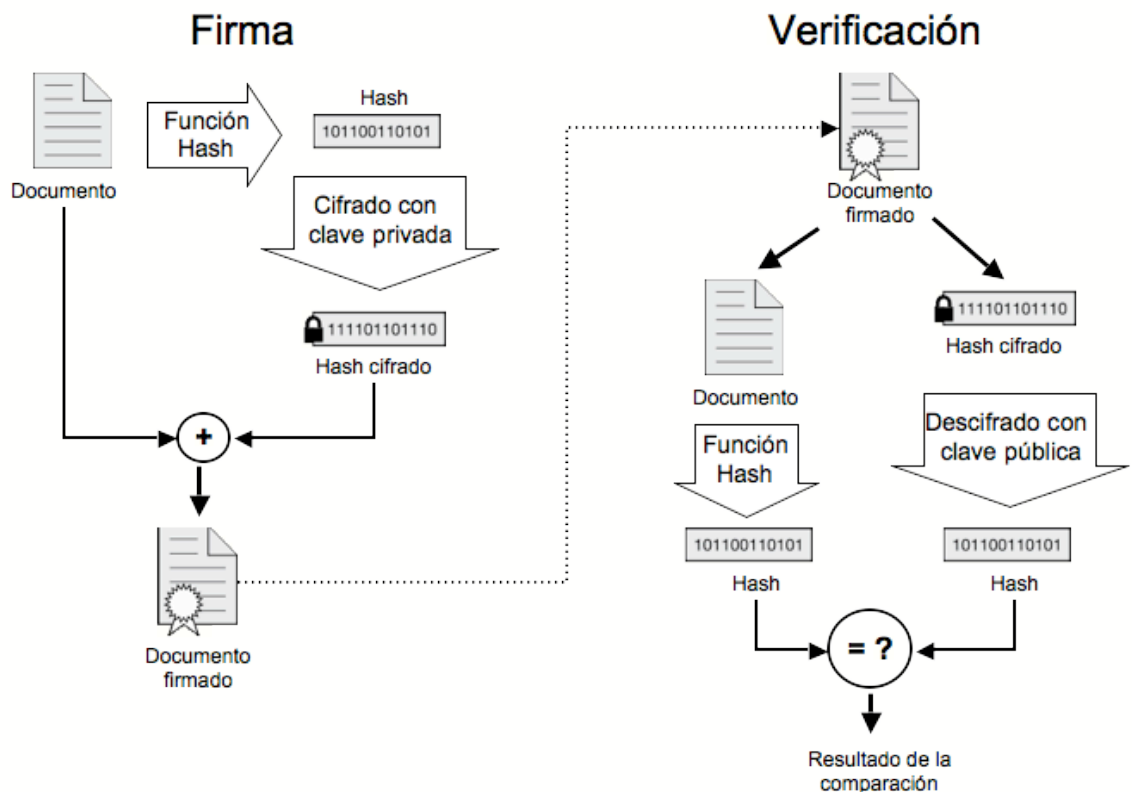 Firma
Función
Hash
Hash
101100110101
Documento
Cifrado con
clave privada
111101101110
Hash cifrado
+
Documento
firmado
Verificación
Documento
firmado
Documento
111101101110
Hash cifrado
Función
Hash
Descifrado con
clave pública
101100110101
Hash
101100110101
Hash
= ?
Resultado de la
comparación